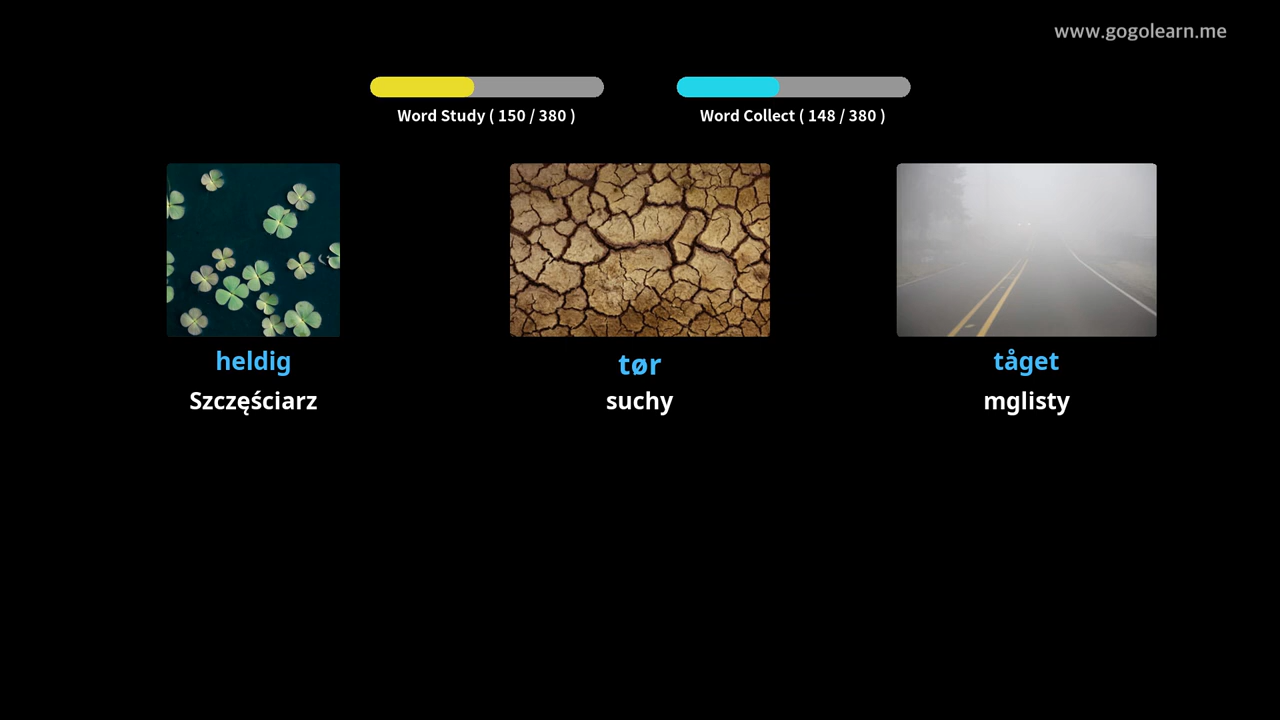 www.gogolearn.me
Word Study ( 150 / 380 )
Word Collect ( 148 / 380 )
heldig
Szczęściarz
tør
suchy
tåget
mglisty